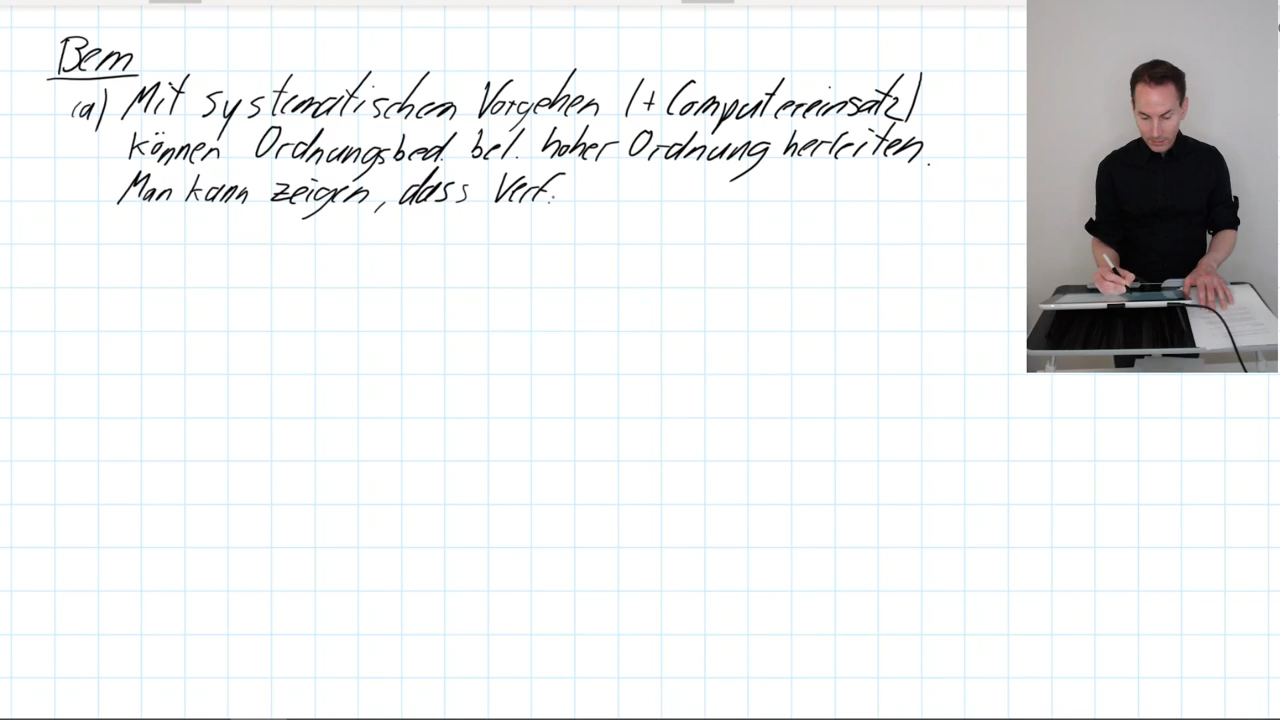 Bem
(a) Mit systematischem Vorgehen (+ Computereinsatz)
können Ordnungsbed. bel. hoher Ordnung herleiten.
Man kann zeigen, dass Verf.